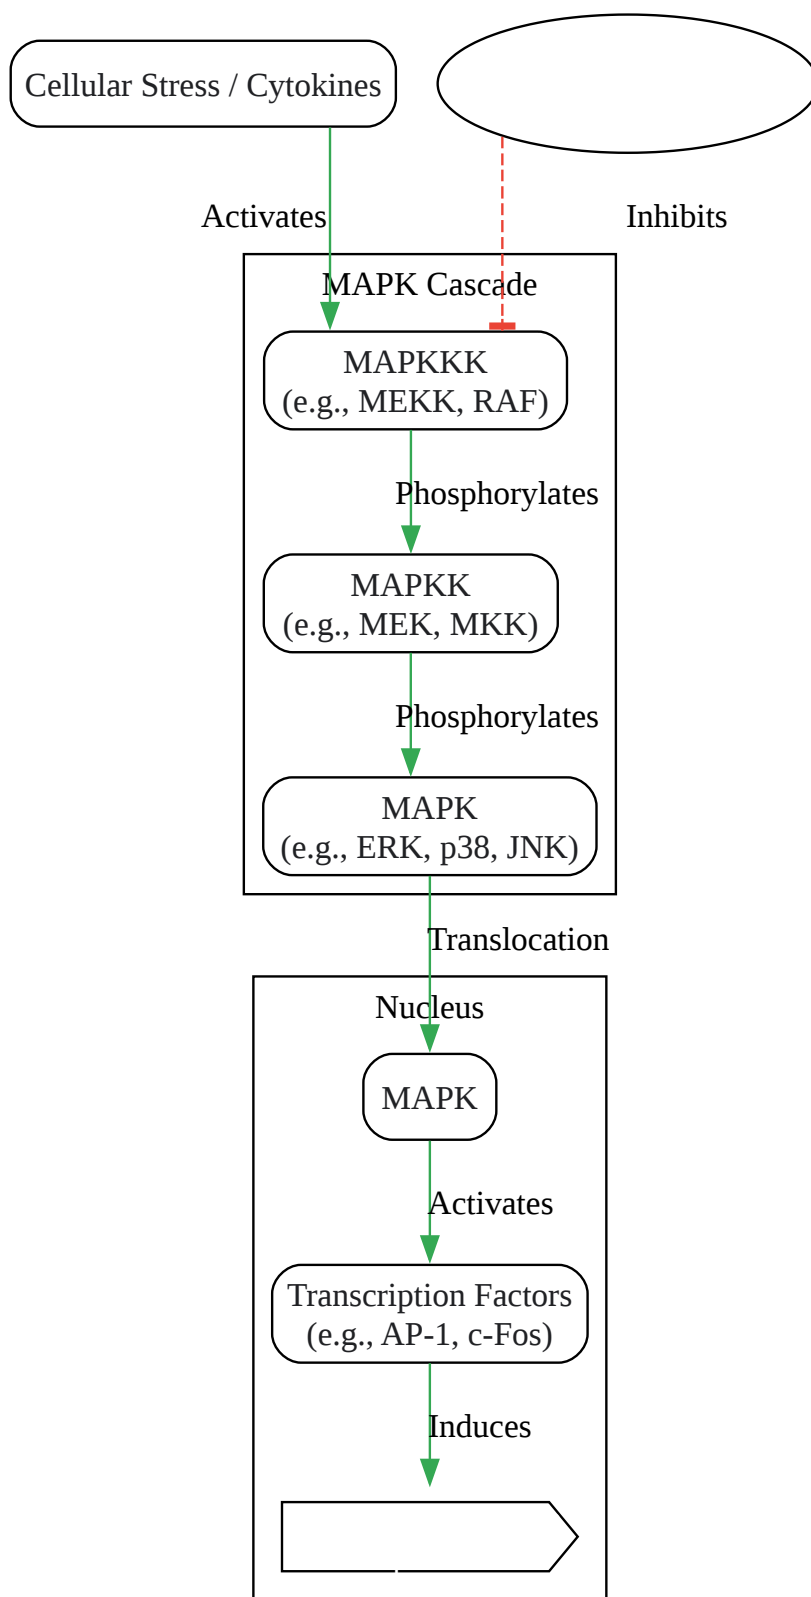 Cellular Stress / Cytokines
Activates
Inhibits
MAPK Cascade
MAPKKK
(e.g., MEKK, RAF)
Phosphorylates
MAPKK
(e.g., MEK, MKK)
Phosphorylates
MAPK
(e.g., ERK, p38, JNK)
Translocation
Nucleus
MAPK
Activates
Transcription Factors
(e.g., AP-1, c-Fos)
Induces